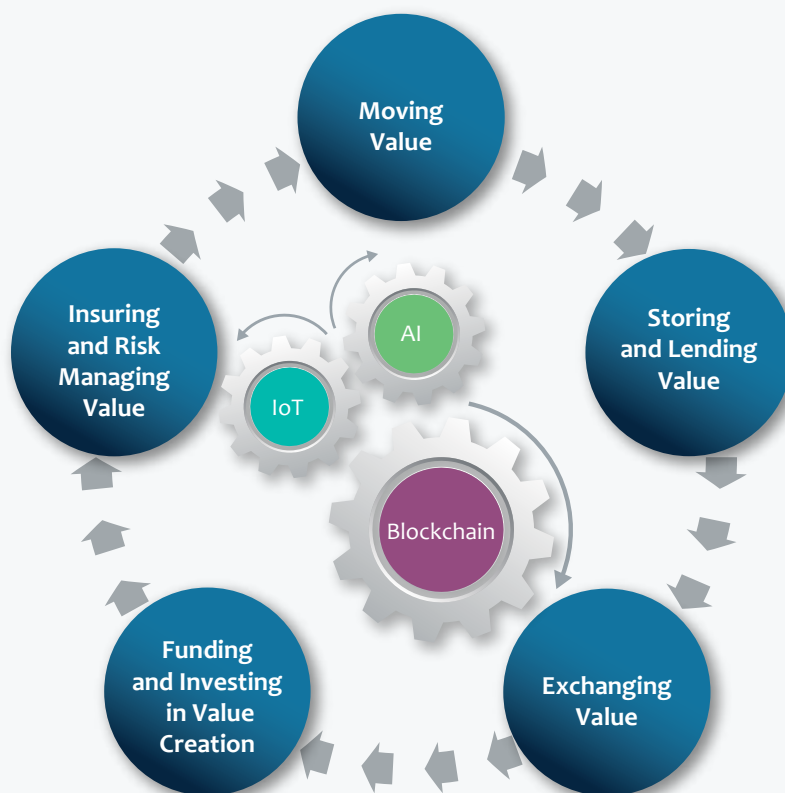 Moving
Value
Storing
and Lending
Value
Exchanging
Value
Funding
and Investing
in Value
Creation
Insuring
and Risk
Managing
Value
AI
IoT
Blockchain